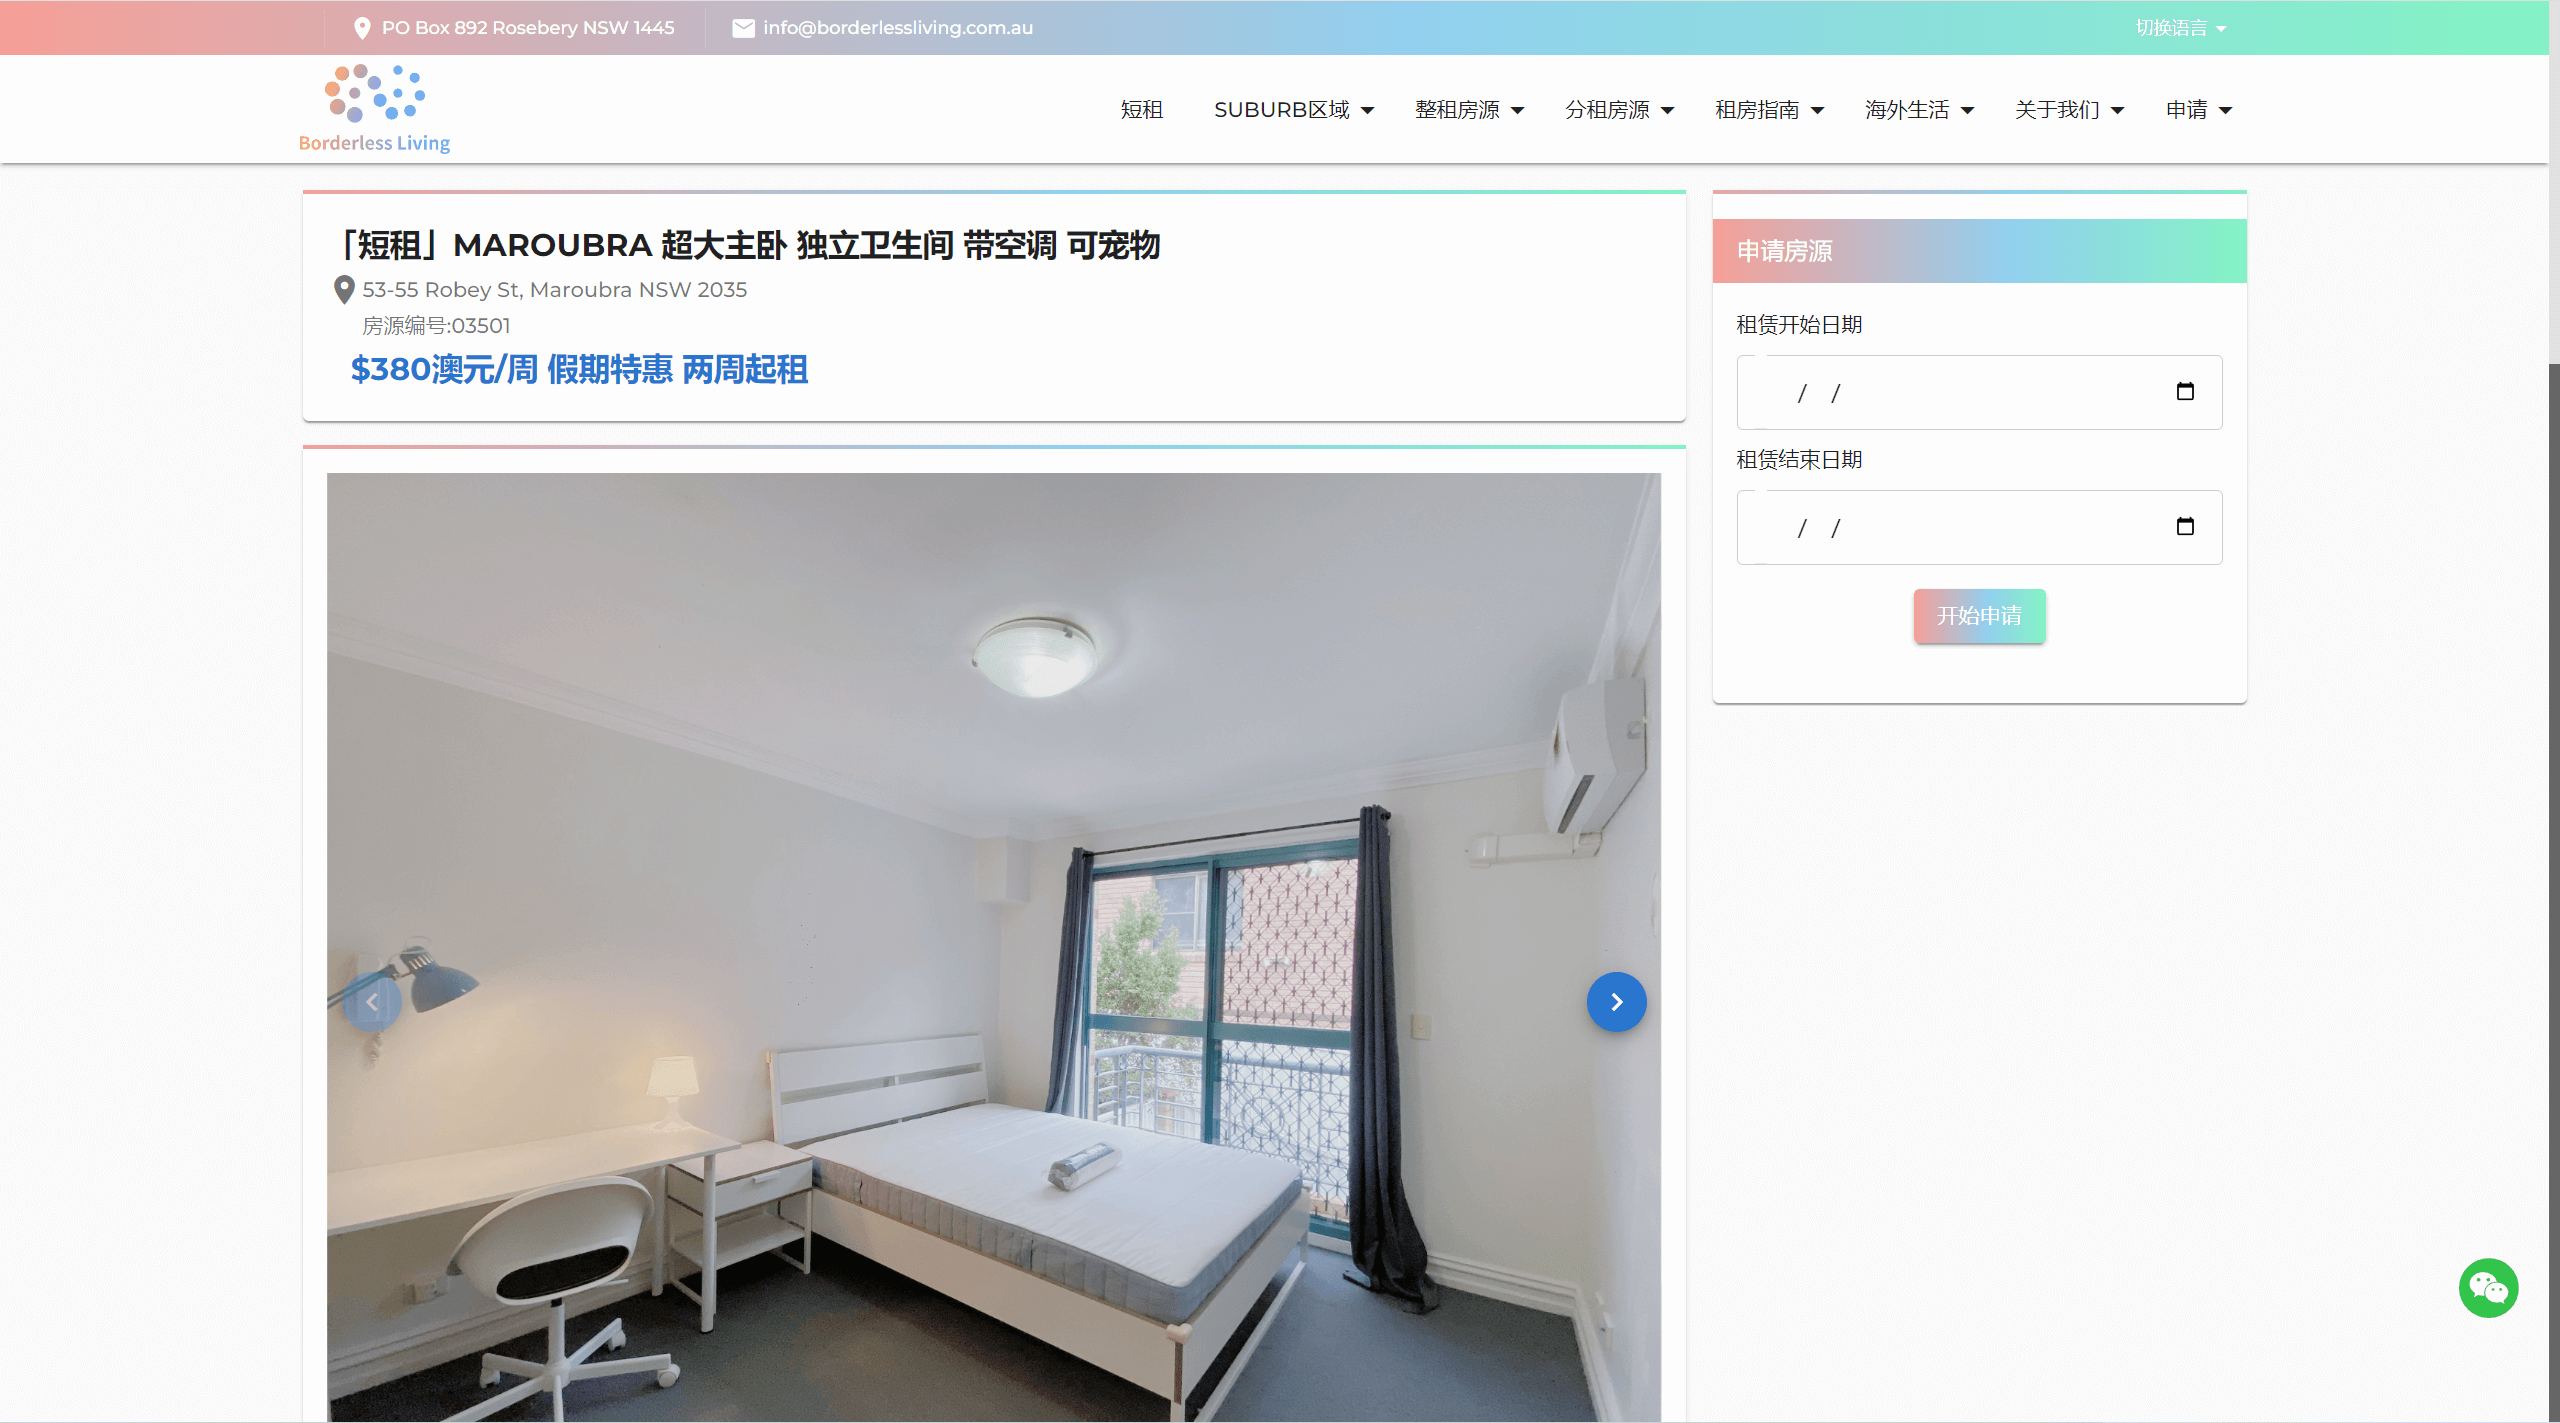 PO Box 892 Rosebery NSW 1445
info@borderlessliving.com.au
切换语言
Borderless Living
短租
SUBURB区域
整租房源
分租房源
租房指南
海外生活
关于我们
申请
「短租」MAROUBRA 超大主卧 独立卫生间 带空调 可宠物
53-55 Robey St, Maroubra NSW 2035
房源编号:03501
$380澳元/周 假期特惠 两周起租
申请房源
租赁开始日期
/ /
租赁结束日期
/ /
开始申请